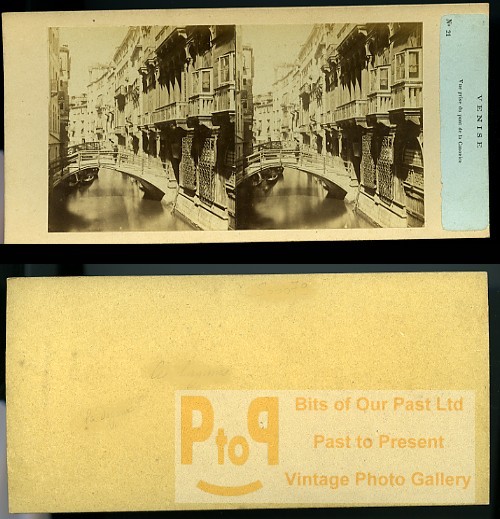 Nº 21
VENISE
Vue prise du pont de la Canonica
PtoP
Bits of Our Past Ltd
Past to Present
Vintage Photo Gallery